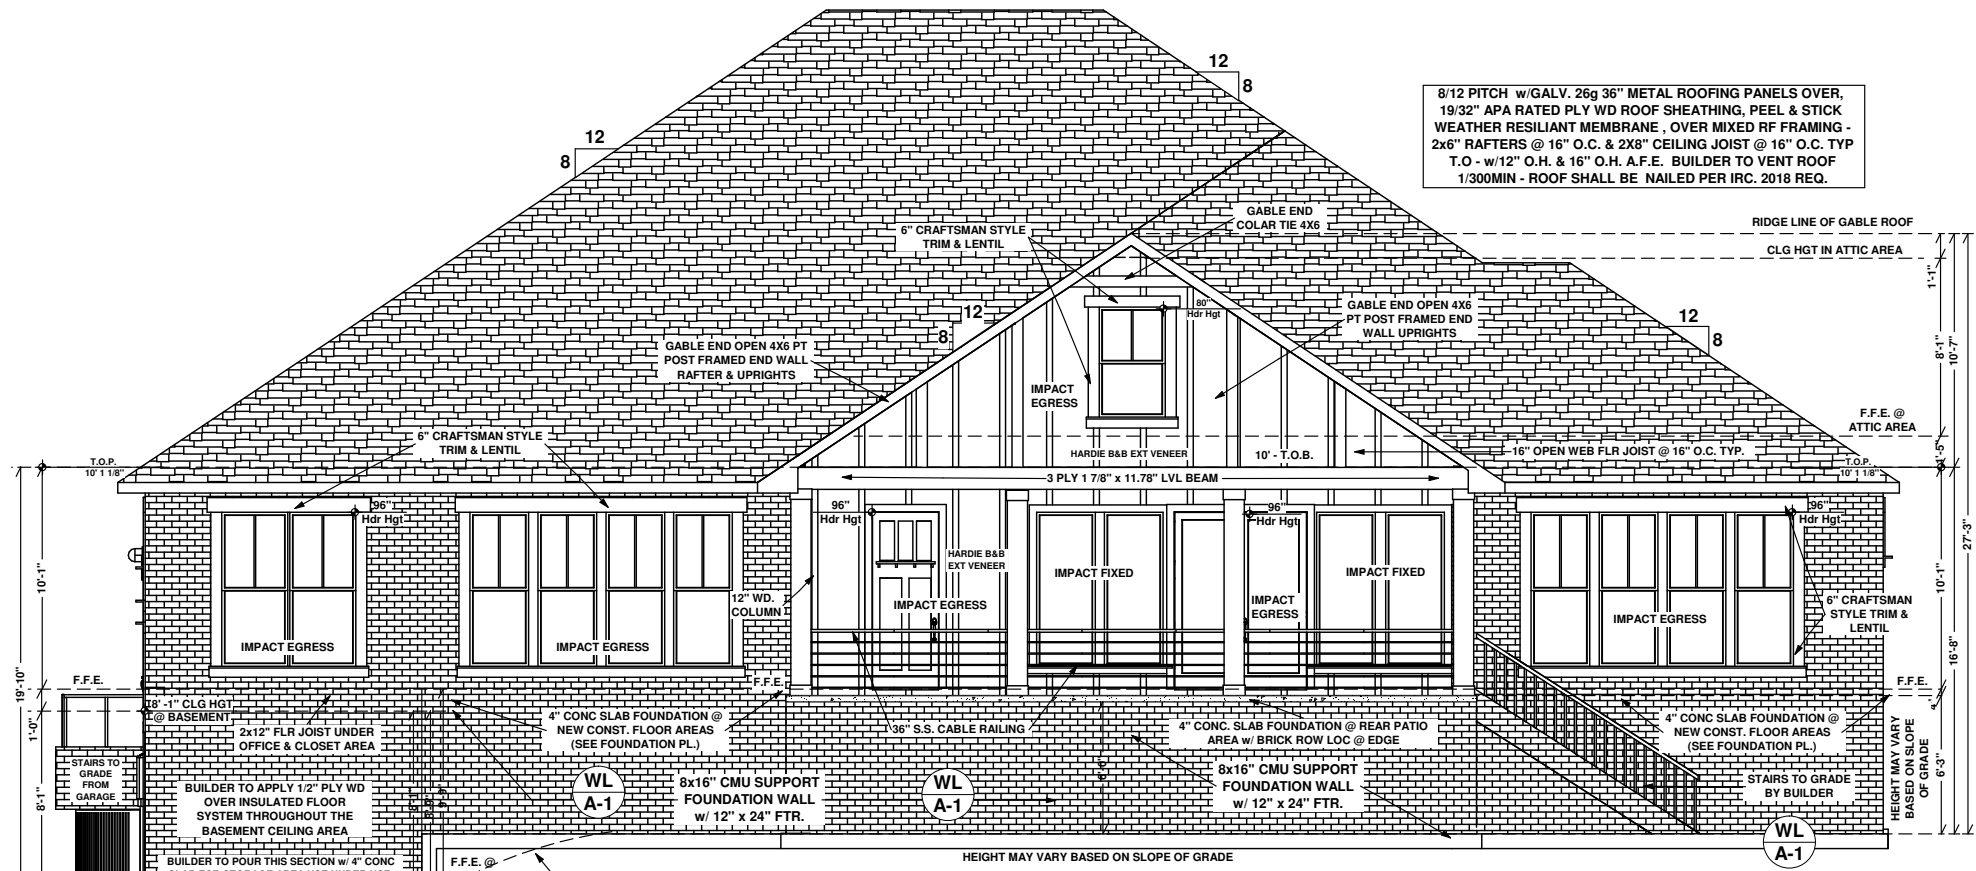 12
8
12
8
8/12 PITCH w/GALV. 26g 36" METAL ROOFING PANELS OVER,
19/32" APA RATED PLY WD ROOF SHEATHING, PEEL & STICK
WEATHER RESILIANT MEMBRANE , OVER MIXED RF FRAMING -
2x6" RAFTERS @ 16" O.C. & 2X8" CEILING JOIST @ 16" O.C. TYP
T.O - w/12" O.H. & 16" O.H. A.F.E. BUILDER TO VENT ROOF
1/300MIN - ROOF SHALL BE NAILED PER IRC. 2018 REQ.
GABLE END
COLAR TIE 4X6
6" CRAFTSMAN STYLE
TRIM & LENTIL
RIDGE LINE OF GABLE ROOF
CLG HGT IN ATTIC AREA
1'-1"
80"
Hdr Hgt
GABLE END OPEN 4X6
PT POST FRAMED END
WALL UPRIGHTS
12
8
12
8
8'-1"
10'-7"
GABLE END OPEN 4X6 PT
POST FRAMED END WALL
RAFTER & UPRIGHTS
IMPACT
EGRESS
F.F.E. @
ATTIC AREA
1'-5"
6" CRAFTSMAN STYLE
TRIM & LENTIL
HARDIE B&B EXT VENEER
10' - T.O.B.
16" OPEN WEB FLR JOIST @ 16" O.C. TYP.
T.O.P.
10' 1 1/8"
T.O.P.
10' 1 1/8"
3 PLY 1 7/8" x 11.78" LVL BEAM
96"
Hdr Hgt
96"
Hdr Hgt
96"
Hdr Hgt
96"
Hdr Hgt
27'-3"
HARDIE B&B
EXT VENEER
IMPACT FIXED
IMPACT FIXED
10'-1"
10'-1"
12" WD.
COLUMN
IMPACT EGRESS
IMPACT
EGRESS
6" CRAFTSMAN
STYLE TRIM &
LENTIL
IMPACT EGRESS
IMPACT EGRESS
IMPACT EGRESS
16'-8"
19'-10"
F.F.E.
F.F.E.
F.F.E.
8' -1" CLG HGT
@ BASEMENT
1'-0"
2x12" FLR JOIST UNDER
OFFICE & CLOSET AREA
4" CONC SLAB FOUNDATION @
NEW CONST. FLOOR AREAS
(SEE FOUNDATION PL.)
36" S.S. CABLE RAILING
4" CONC. SLAB FOUNDATION @ REAR PATIO
AREA w/ BRICK ROW LOC @ EDGE
4" CONC SLAB FOUNDATION @
NEW CONST. FLOOR AREAS
(SEE FOUNDATION PL.)
HEIGHT MAY VARY
BASED ON SLOPE
OF GRADE
6'-3"
STAIRS TO
GRADE
FROM
GARAGE
8'-1"
BUILDER TO APPLY 1/2" PLY WD
OVER INSULATED FLOOR
SYSTEM THROUGHOUT THE
BASEMENT CEILING AREA
8'-1"
9'-9"
WL
A-1
8x16" CMU SUPPORT
FOUNDATION WALL
w/ 12" x 24" FTR.
WL
A-1
8x16" CMU SUPPORT
FOUNDATION WALL
w/ 12" x 24" FTR.
STAIRS TO GRADE
BY BUILDER
WL
A-1
BUILDER TO POUR THIS SECTION w/ 4" CONC
F.F.E. @
HEIGHT MAY VARY BASED ON SLOPE OF GRADE